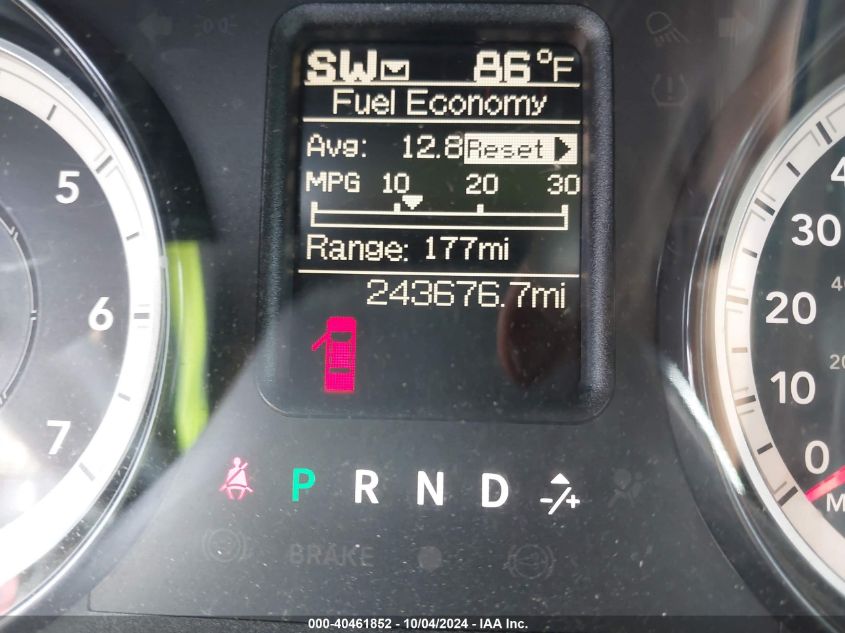 SW 86°F
Fuel Economy
Avg: 12.8 Reset
MPG 10 20 30
Range: 177mi
243676.7mi
5
6
7
30
20
10
0
P R N D -/+
BRAKE
000-40461852 - 10/04/2024 - IAA Inc.